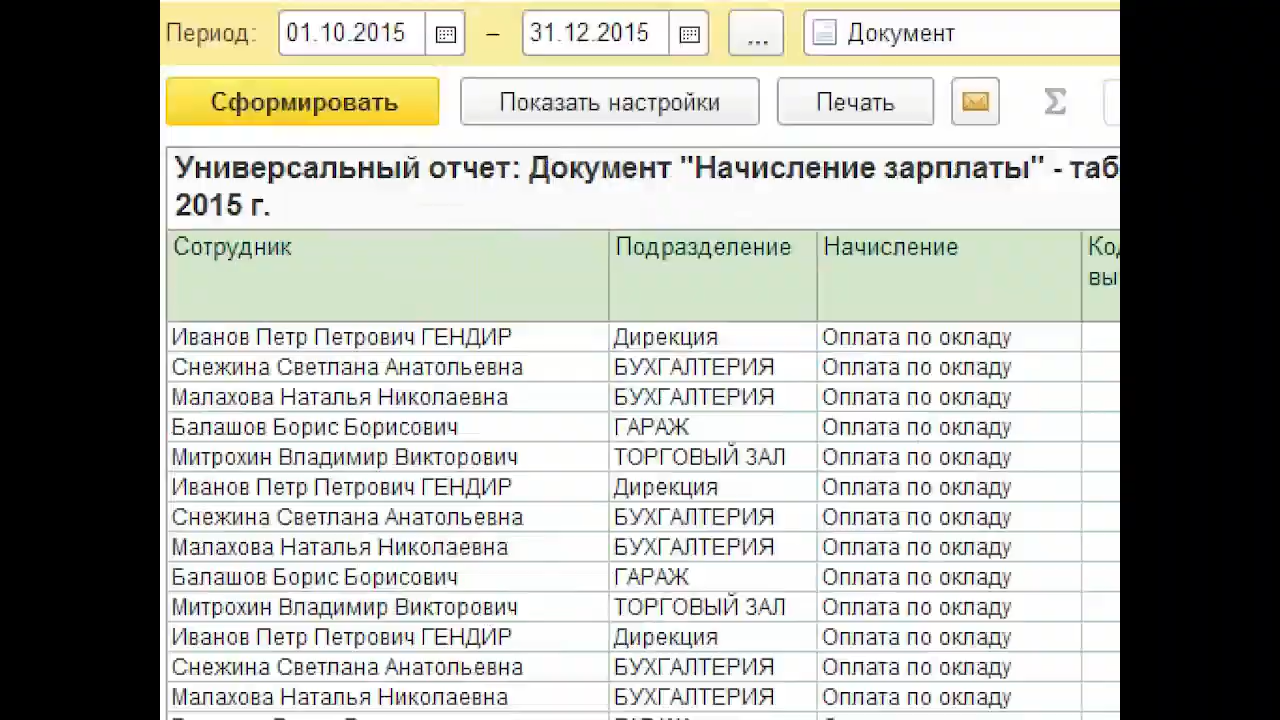 Период: 01.10.2015 – 31.12.2015 ... Документ
Сформировать Показать настройки Печать Σ
Универсальный отчет: Документ "Начисление зарплаты" - таб
2015 г.
Сотрудник Подразделение Начисление Код
вы
Иванов Петр Петрович ГЕНДИР Дирекция Оплата по окладу
Снежина Светлана Анатольевна БУХГАЛТЕРИЯ Оплата по окладу
Малахова Наталья Николаевна БУХГАЛТЕРИЯ Оплата по окладу
Балашов Борис Борисович ГАРАЖ Оплата по окладу
Митрохин Владимир Викторович ТОРГОВЫЙ ЗАЛ Оплата по окладу
Иванов Петр Петрович ГЕНДИР Дирекция Оплата по окладу
Снежина Светлана Анатольевна БУХГАЛТЕРИЯ Оплата по окладу
Малахова Наталья Николаевна БУХГАЛТЕРИЯ Оплата по окладу
Балашов Борис Борисович ГАРАЖ Оплата по окладу
Митрохин Владимир Викторович ТОРГОВЫЙ ЗАЛ Оплата по окладу
Иванов Петр Петрович ГЕНДИР Дирекция Оплата по окладу
Снежина Светлана Анатольевна БУХГАЛТЕРИЯ Оплата по окладу
Малахова Наталья Николаевна БУХГАЛТЕРИЯ Оплата по окладу